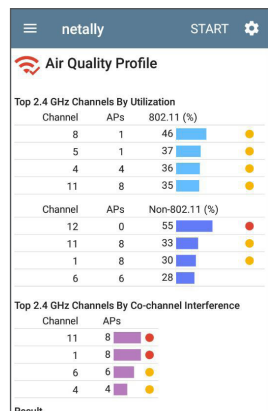 netally START
Air Quality Profile
Top 2.4 GHz Channels By Utilization
Channel APs 802.11 (%)
8 1 46
5 1 37
4 4 36
11 8 35
Channel APs Non-802.11 (%)
12 0 55
11 8 33
1 8 30
6 6 28
Top 2.4 GHz Channels By Co-channel Interference
Channel APs
11 8
1 8
6 6
4 4
Result